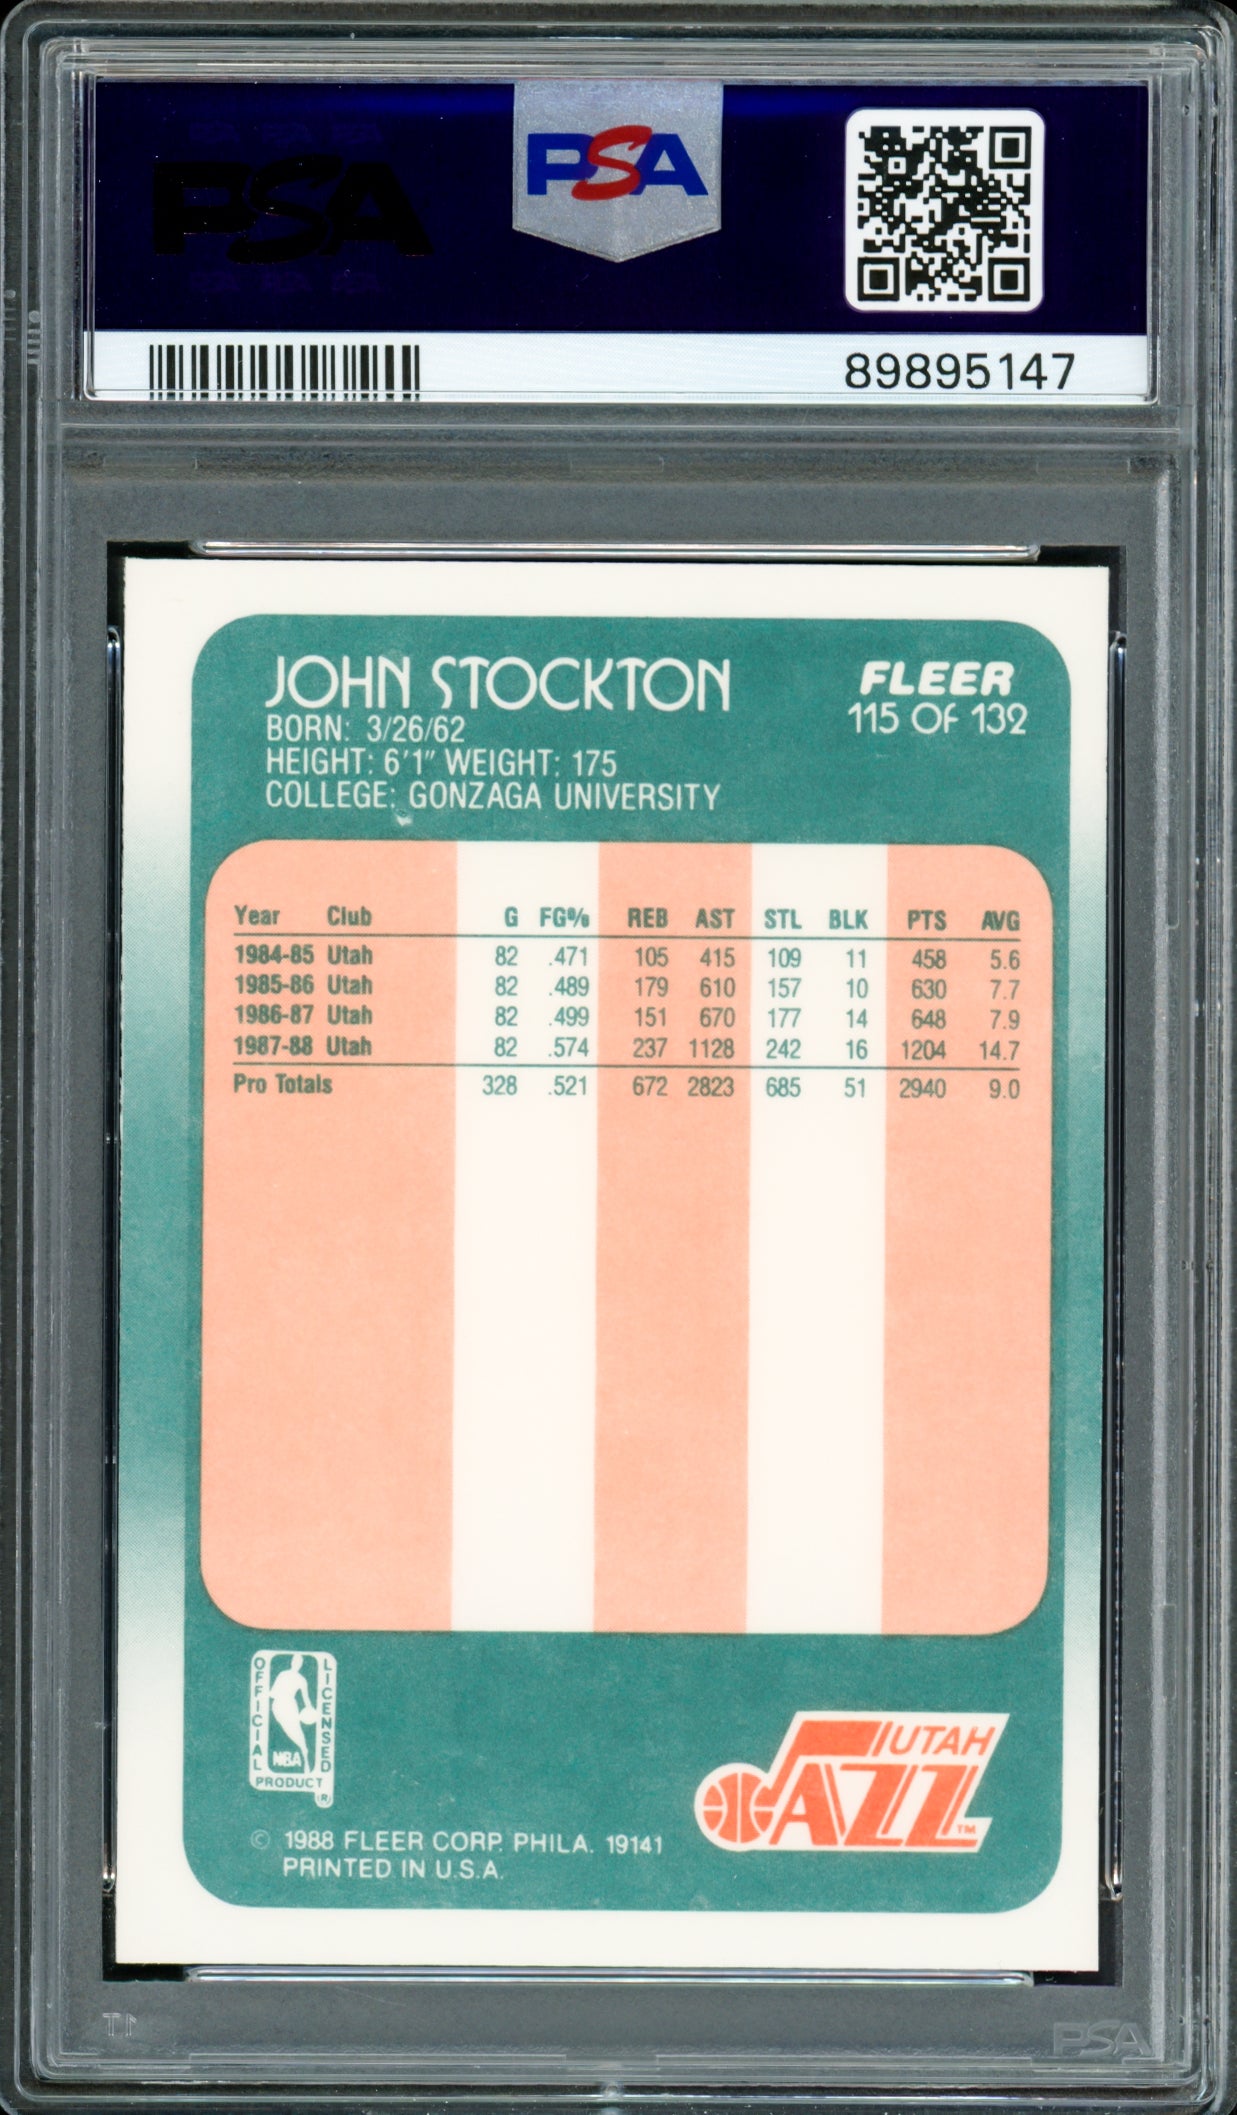 PSA
PSA
89895147
JOHN STOCKTON
FLEER
BORN: 3/26/62
115 OF 132
HEIGHT: 6'1" WEIGHT: 175
COLLEGE: GONZAGA UNIVERSITY
Year Club G FG% REB AST STL BLK PTS AVG
1984-85 Utah 82 .471 105 415 109 11 458 5.6
1985-86 Utah 82 .489 179 610 157 10 630 7.7
1986-87 Utah 82 .499 151 670 177 14 648 7.9
1987-88 Utah 82 .574 237 1128 242 16 1204 14.7
Pro Totals 328 .521 672 2823 685 51 2940 9.0
OFFICIAL
LICENSED
NBA
PRODUCT
®
UTAH
JAZZ
™
© 1988 FLEER CORP. PHILA. 19141
PRINTED IN U.S.A.
PSA